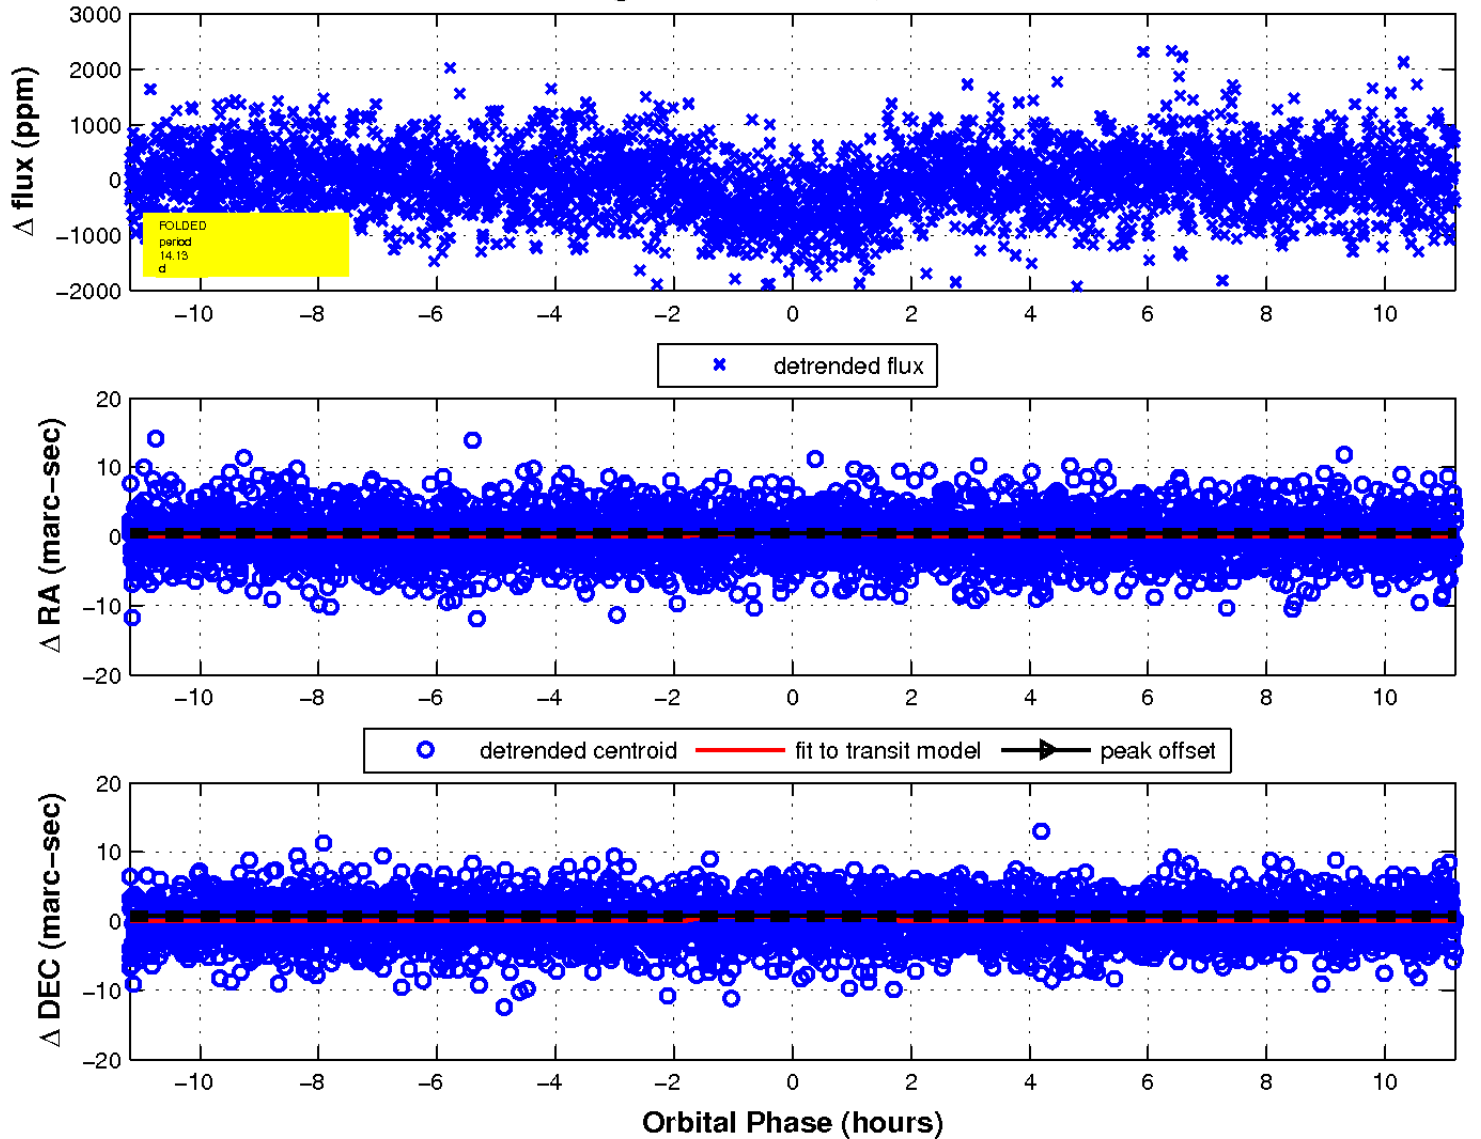 3000
2000
1000
0
−1000
−2000
Δ flux (ppm)
FOLDED
period
14.13
d
−10 −8 −6 −4 −2 0 2 4 6 8 10
detrended flux
20
10
0
−10
−20
Δ RA (marc−sec)
−10 −8 −6 −4 −2 0 2 4 6 8 10
detrended centroid fit to transit model peak offset
20
10
0
−10
−20
Δ DEC (marc−sec)
−10 −8 −6 −4 −2 0 2 4 6 8 10
Orbital Phase (hours)